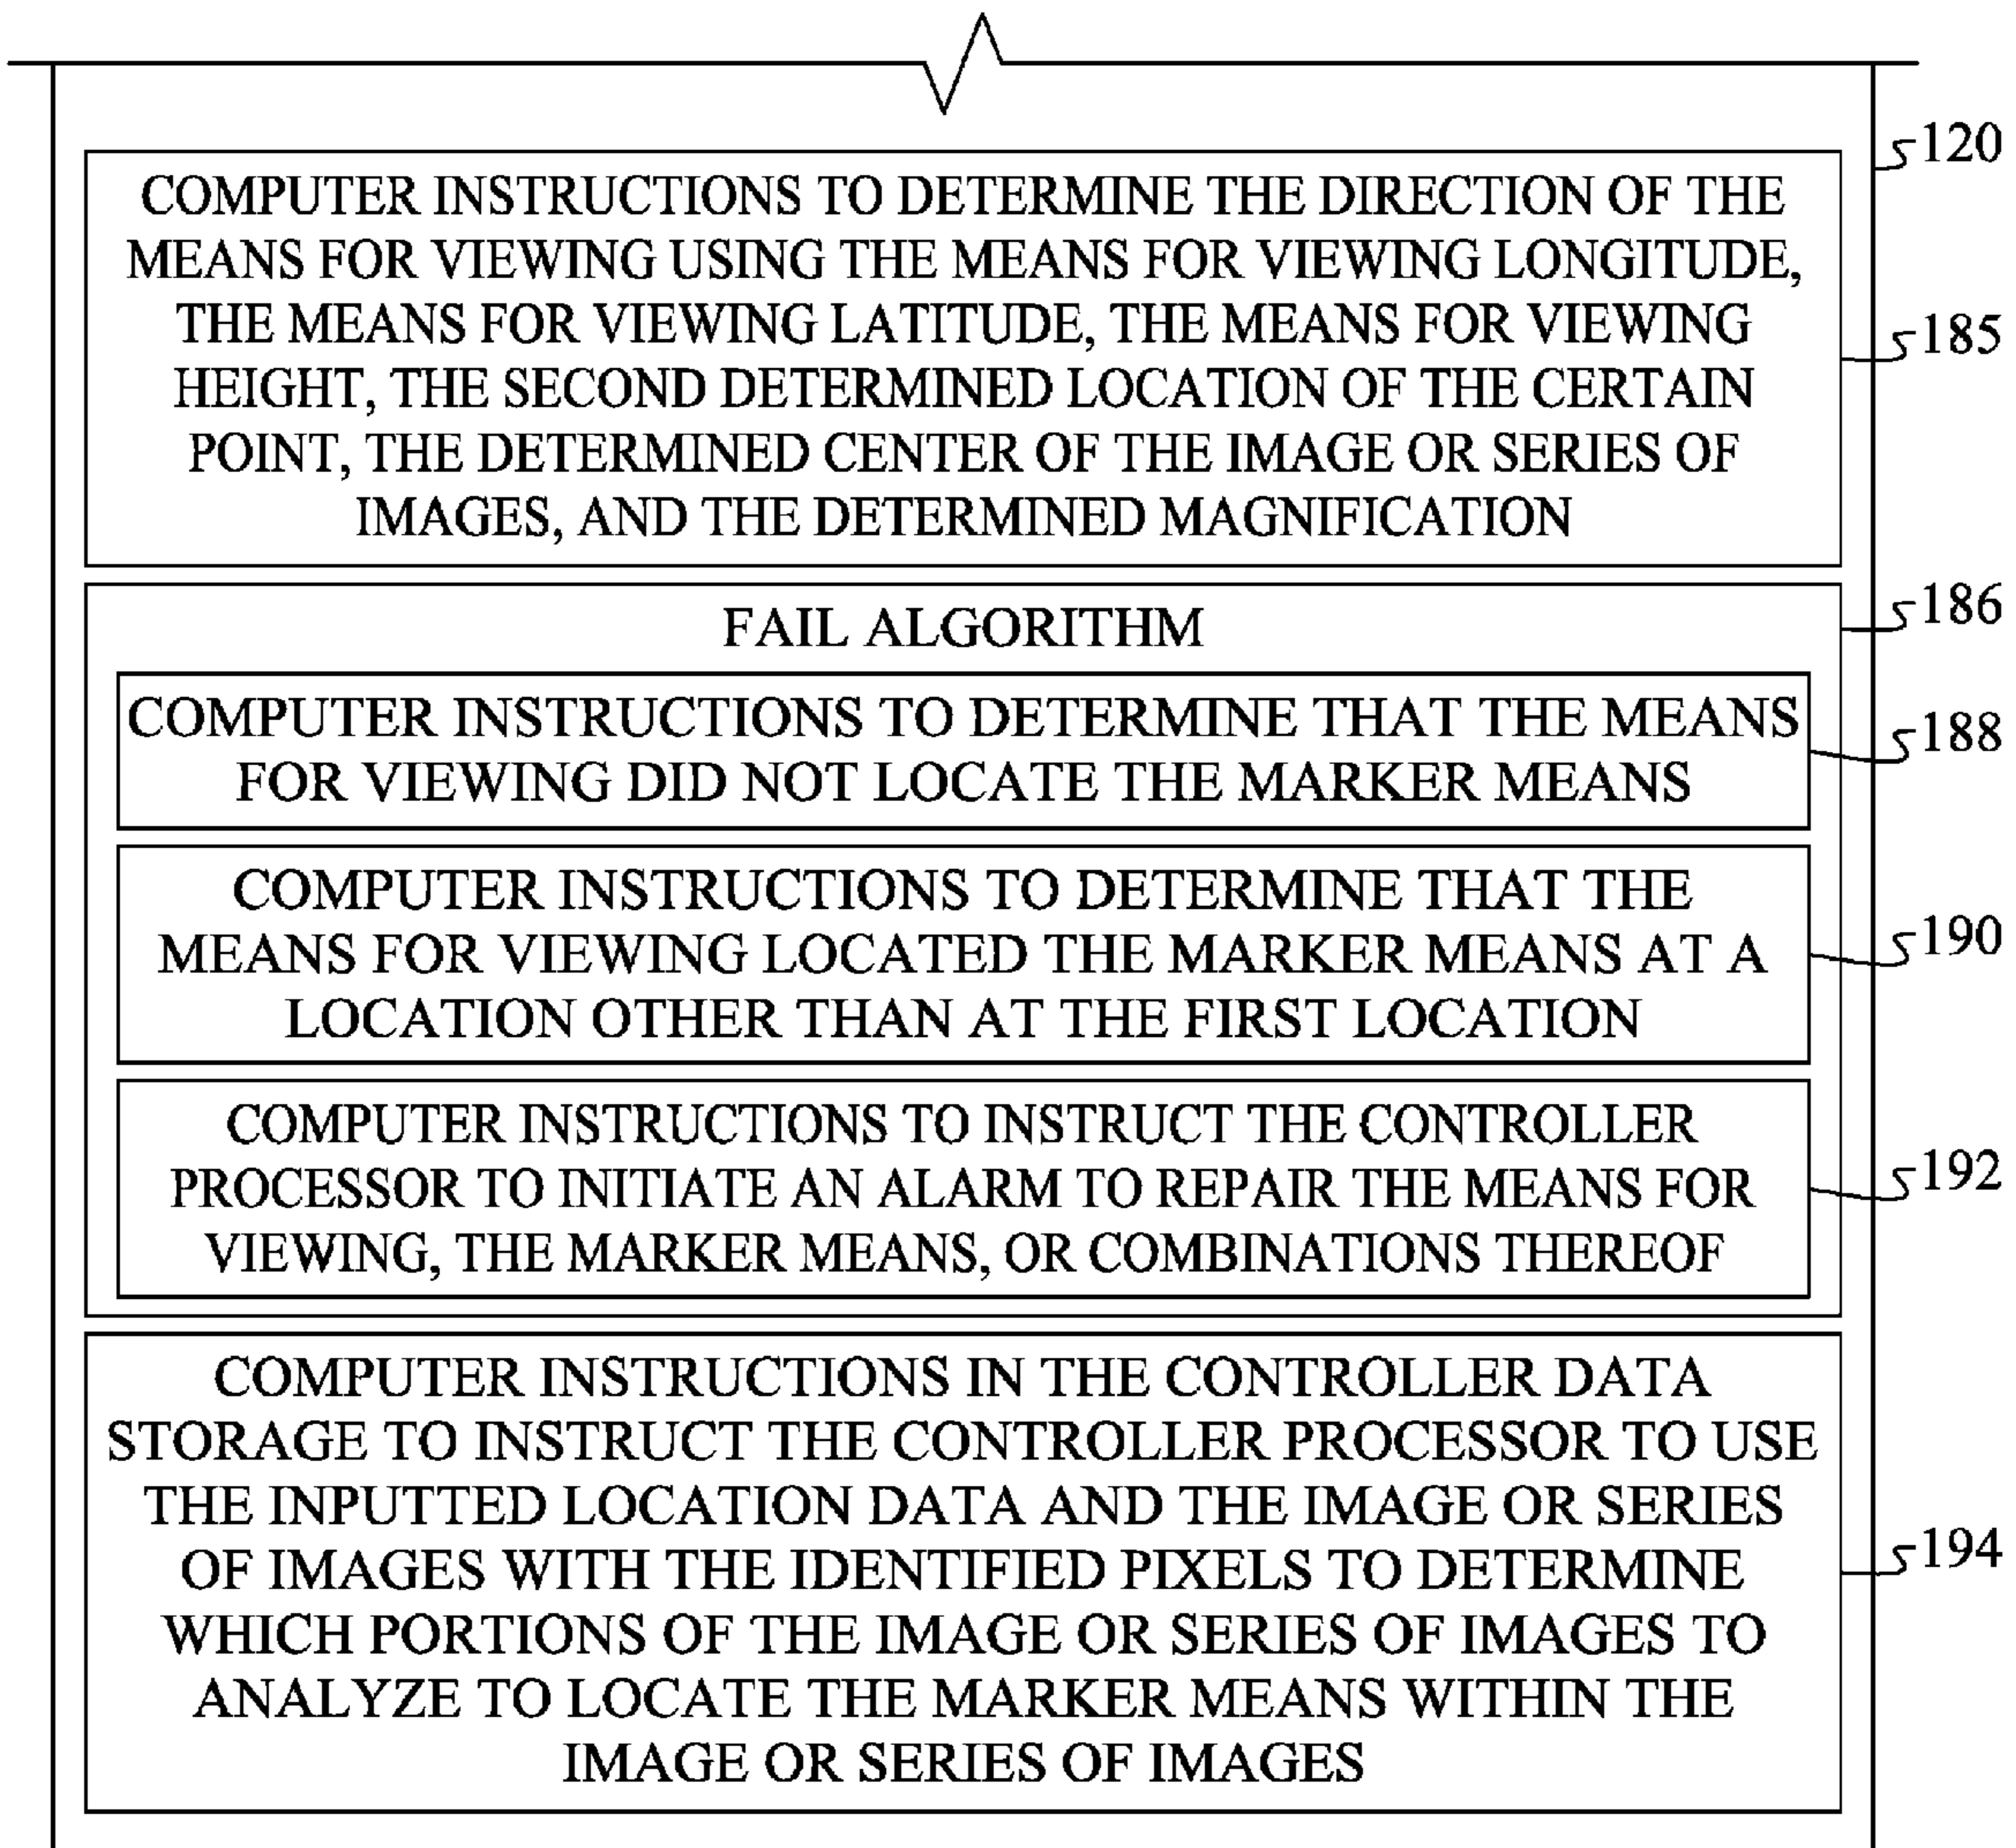 120
COMPUTER INSTRUCTIONS TO DETERMINE THE DIRECTION OF THE
MEANS FOR VIEWING USING THE MEANS FOR VIEWING LONGITUDE,
THE MEANS FOR VIEWING LATITUDE, THE MEANS FOR VIEWING
HEIGHT, THE SECOND DETERMINED LOCATION OF THE CERTAIN
POINT, THE DETERMINED CENTER OF THE IMAGE OR SERIES OF
IMAGES, AND THE DETERMINED MAGNIFICATION
185
FAIL ALGORITHM
186
COMPUTER INSTRUCTIONS TO DETERMINE THAT THE MEANS
FOR VIEWING DID NOT LOCATE THE MARKER MEANS
188
COMPUTER INSTRUCTIONS TO DETERMINE THAT THE
MEANS FOR VIEWING LOCATED THE MARKER MEANS AT A
LOCATION OTHER THAN AT THE FIRST LOCATION
190
COMPUTER INSTRUCTIONS TO INSTRUCT THE CONTROLLER
PROCESSOR TO INITIATE AN ALARM TO REPAIR THE MEANS FOR
VIEWING, THE MARKER MEANS, OR COMBINATIONS THEREOF
192
COMPUTER INSTRUCTIONS IN THE CONTROLLER DATA
STORAGE TO INSTRUCT THE CONTROLLER PROCESSOR TO USE
THE INPUTTED LOCATION DATA AND THE IMAGE OR SERIES
OF IMAGES WITH THE IDENTIFIED PIXELS TO DETERMINE
WHICH PORTIONS OF THE IMAGE OR SERIES OF IMAGES TO
ANALYZE TO LOCATE THE MARKER MEANS WITHIN THE
IMAGE OR SERIES OF IMAGES
194